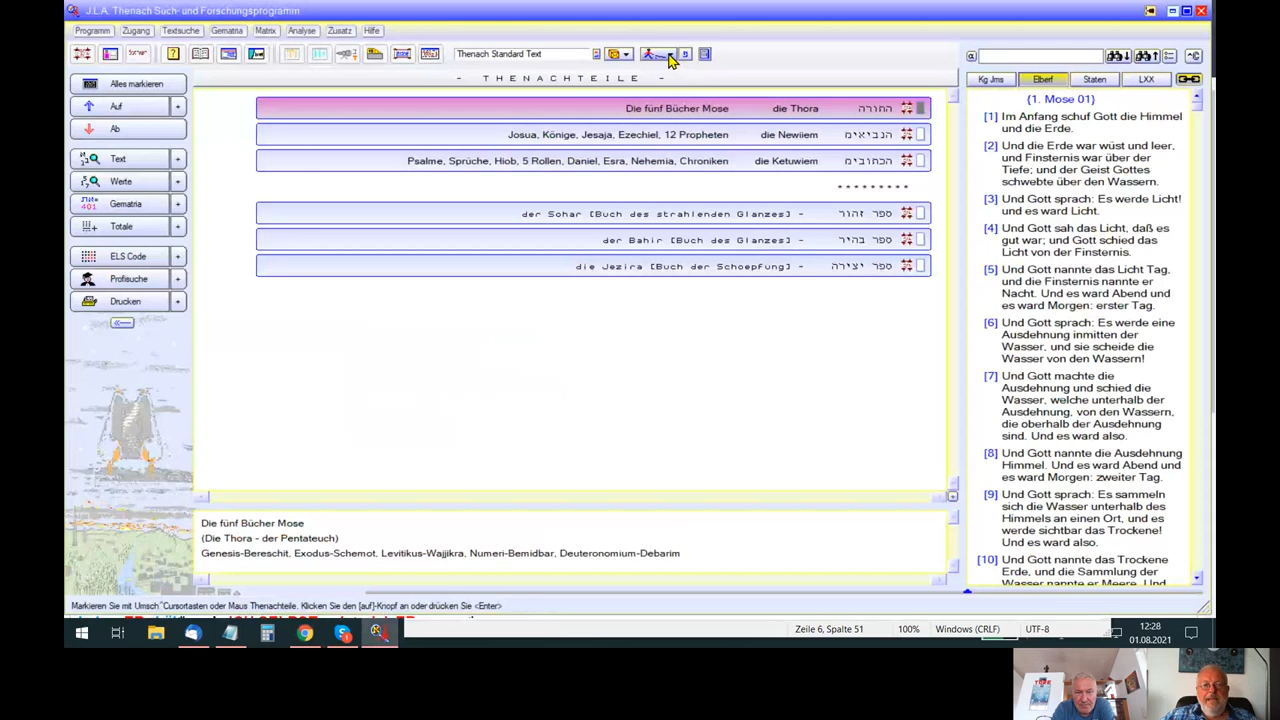 J.L.A. Thenach Such- und Forschungsprogramm
Programm Zugang Textsuche Gematria Matrix Analyse Zusatz Hilfe
Thenach Standard Text
- THENACHTEILE -
Alles markieren
Auf
Ab
Text
Werte
Gematria
Totale
ELS Code
Profisuche
Drucken
Die fünf Bücher Mose die Thora התורה
Josua, Könige, Jesaja, Ezechiel, 12 Propheten die Newiiem הנביאים
Psalme, Sprüche, Hiob, 5 Rollen, Daniel, Esra, Nehemia, Chroniken die Ketuwiem הכתובים
*********
der Sohar [Buch des strahlenden Glanzes] - ספר זהור
der Bahir [Buch des Glanzes] - ספר בהיר
die Jezira [Buch der Schoepfung] - ספר יצירה
Die fünf Bücher Mose
(Die Thora - der Pentateuch)
Genesis-Bereschit, Exodus-Schemot, Levitikus-Wajjikra, Numeri-Bemidbar, Deuteronomium-Debarim
Kg Jms Elberf Staten LXX
{1. Mose 01}
[1] Im Anfang schuf Gott die Himmel
und die Erde.
[2] Und die Erde war wüst und leer,
und Finsternis war über der
Tiefe; und der Geist Gottes
schwebte über den Wassern.
[3] Und Gott sprach: Es werde Licht!
und es ward Licht.
[4] Und Gott sah das Licht, daß es
gut war; und Gott schied das
Licht von der Finsternis.
[5] Und Gott nannte das Licht Tag,
und die Finsternis nannte er
Nacht. Und es ward Abend und
es ward Morgen: erster Tag.
[6] Und Gott sprach: Es werde eine
Ausdehnung inmitten der
Wasser, und sie scheide die
Wasser von den Wassern!
[7] Und Gott machte die
Ausdehnung und schied die
Wasser, welche unterhalb der
Ausdehnung, von den Wassern,
die oberhalb der Ausdehnung
sind. Und es ward also.
[8] Und Gott nannte die Ausdehnung
Himmel. Und es ward Abend und
es ward Morgen: zweiter Tag.
[9] Und Gott sprach: Es sammeln
sich die Wasser unterhalb des
Himmels an einen Ort, und es
werde sichtbar das Trockene!
Und es ward also.
[10] Und Gott nannte das Trockene
Erde, und die Sammlung der
Wasser nannte er Meere. Und
Markieren Sie mit Umsch^Cursortasten oder Maus Thenachteile. Klicken Sie den [auf]-Knopf an oder drücken Sie <Enter>
Zeile 6, Spalte 51 100% Windows (CRLF) UTF-8
12:28
01.08.2021